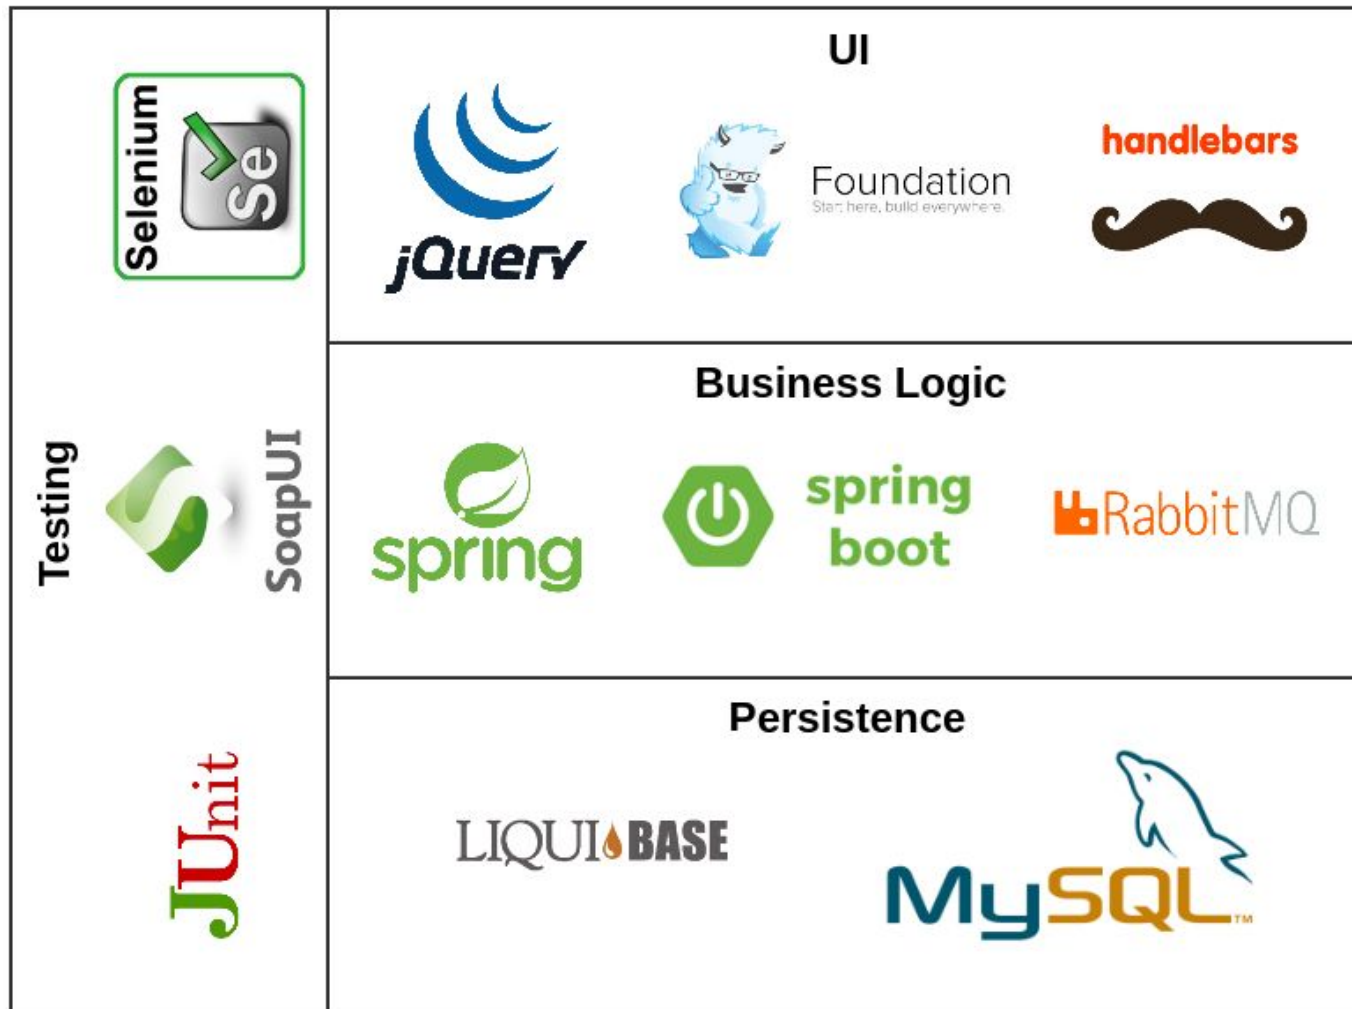 Testing
Selenium
Se
SoapUI
JUnit
UI
jQuery
Foundation
Start here, build everywhere.
handlebars
Business Logic
spring
spring
boot
RabbitMQ
Persistence
LIQUIBASE
MySQL™